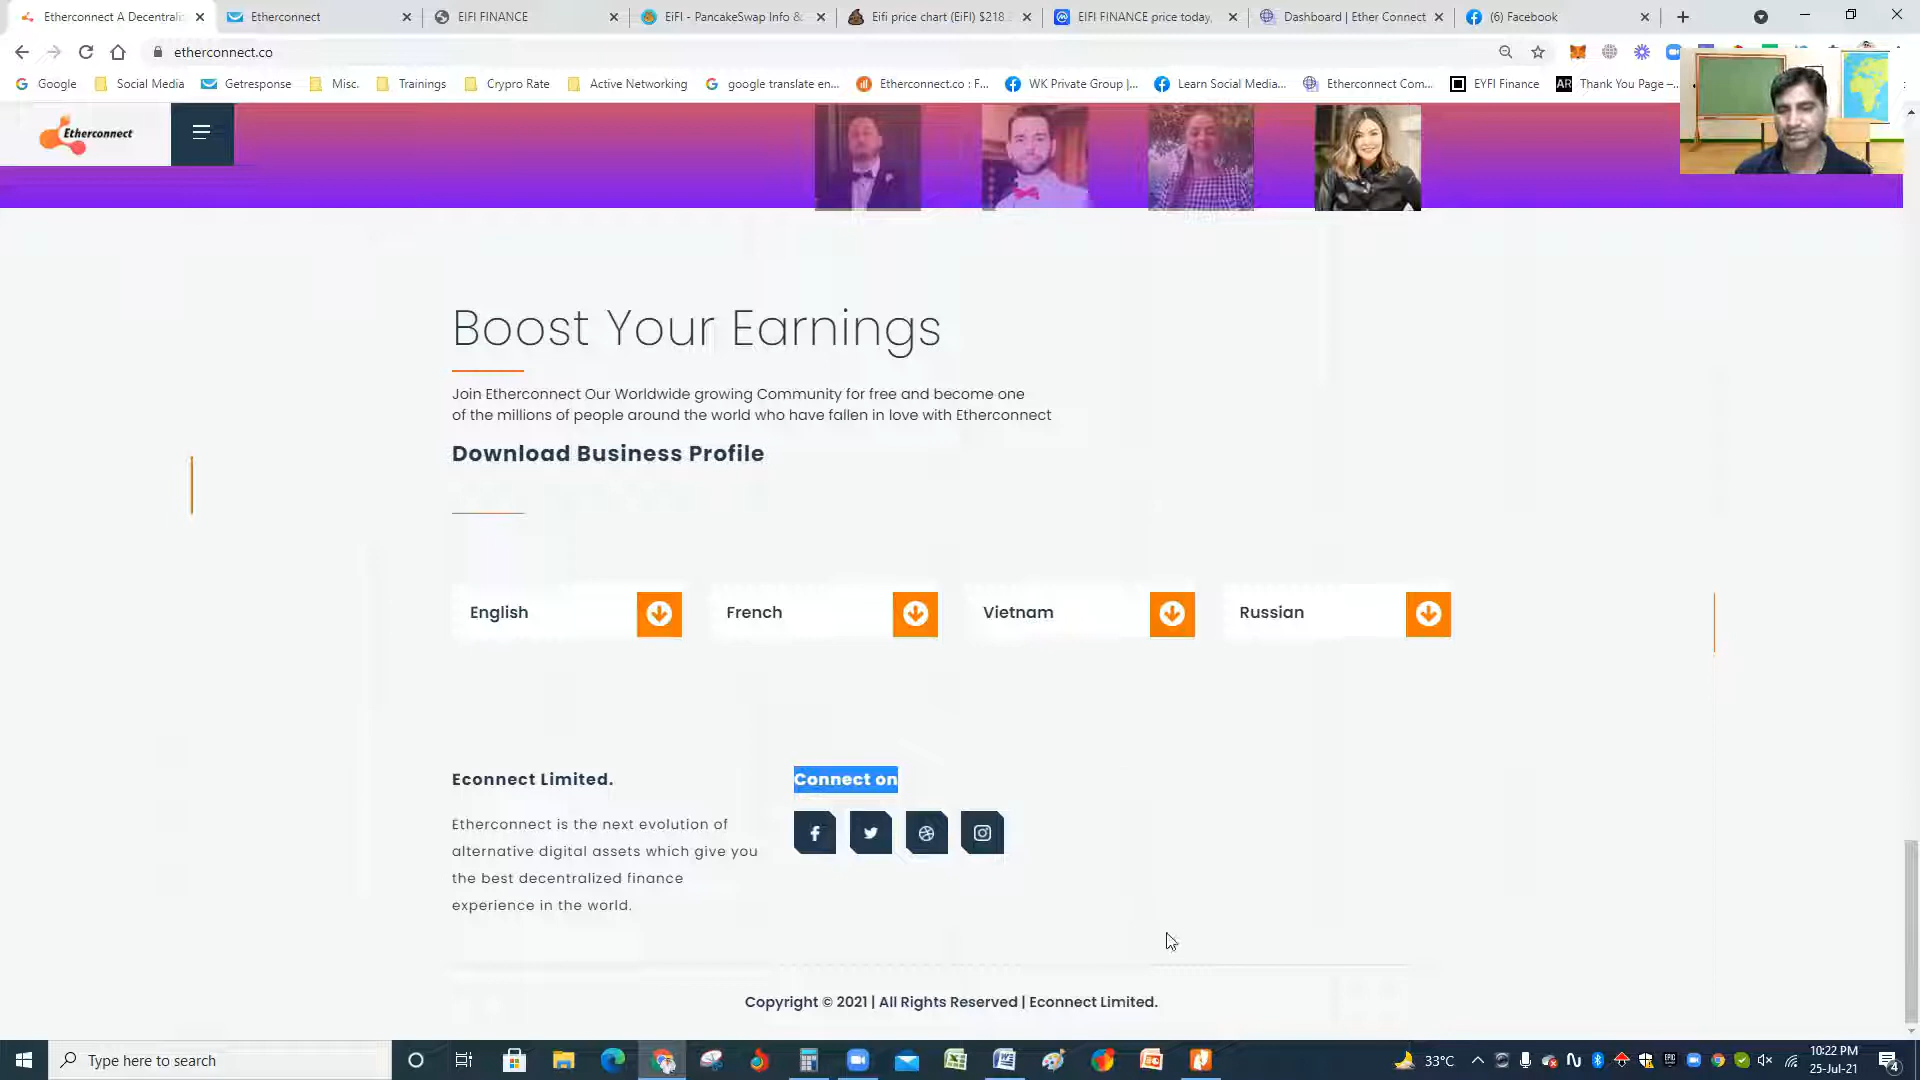 Etherconnect A Decentrali
Etherconnect
EIFI FINANCE
EiFI - PancakeSwap Info &
Eifi price chart (EiFI) $218
EIFI FINANCE price today,
Dashboard | Ether Connect
(6) Facebook
etherconnect.co
Google
Social Media
Getresponse
Misc.
Trainings
Crypro Rate
Active Networking
google translate en...
Etherconnect.co : F...
WK Private Group |...
Learn Social Media...
Etherconnect Com...
EYFI Finance
AR
Thank You Page –...
Etherconnect
Boost Your Earnings
Join Etherconnect Our Worldwide growing Community for free and become one
of the millions of people around the world who have fallen in love with Etherconnect
Download Business Profile
English
French
Vietnam
Russian
Econnect Limited.
Connect on
Etherconnect is the next evolution of
alternative digital assets which give you
the best decentralized finance
experience in the world.
Copyright © 2021 | All Rights Reserved | Econnect Limited.
Type here to search
33°C
10:22 PM
25-Jul-21
4